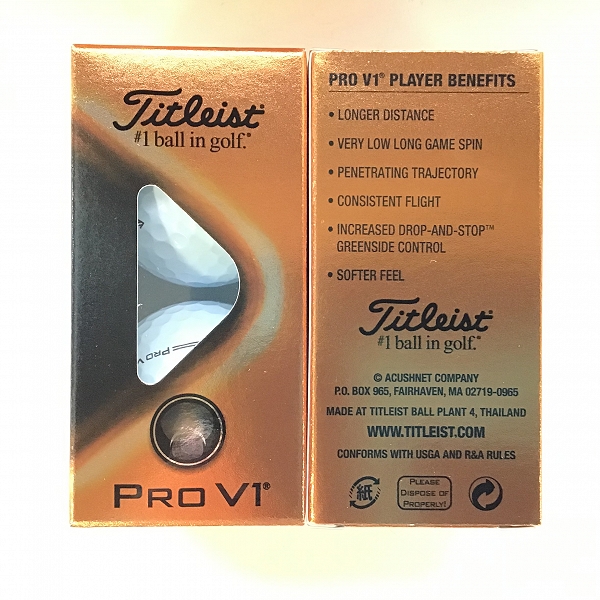 Titleist
#1 ball in golf.®
PRO V
PRO V1®
PRO V1® PLAYER BENEFITS
• LONGER DISTANCE
• VERY LOW LONG GAME SPIN
• PENETRATING TRAJECTORY
• CONSISTENT FLIGHT
• INCREASED DROP-AND-STOP™
GREENSIDE CONTROL
• SOFTER FEEL
Titleist
#1 ball in golf.®
© ACUSHNET COMPANY
P.O. BOX 965, FAIRHAVEN, MA 02719-0965
MADE AT TITLEIST BALL PLANT 4, THAILAND
WWW.TITLEIST.COM
CONFORMS WITH USGA AND R&A RULES
紙
PLEASE
DISPOSE OF
PROPERLY!